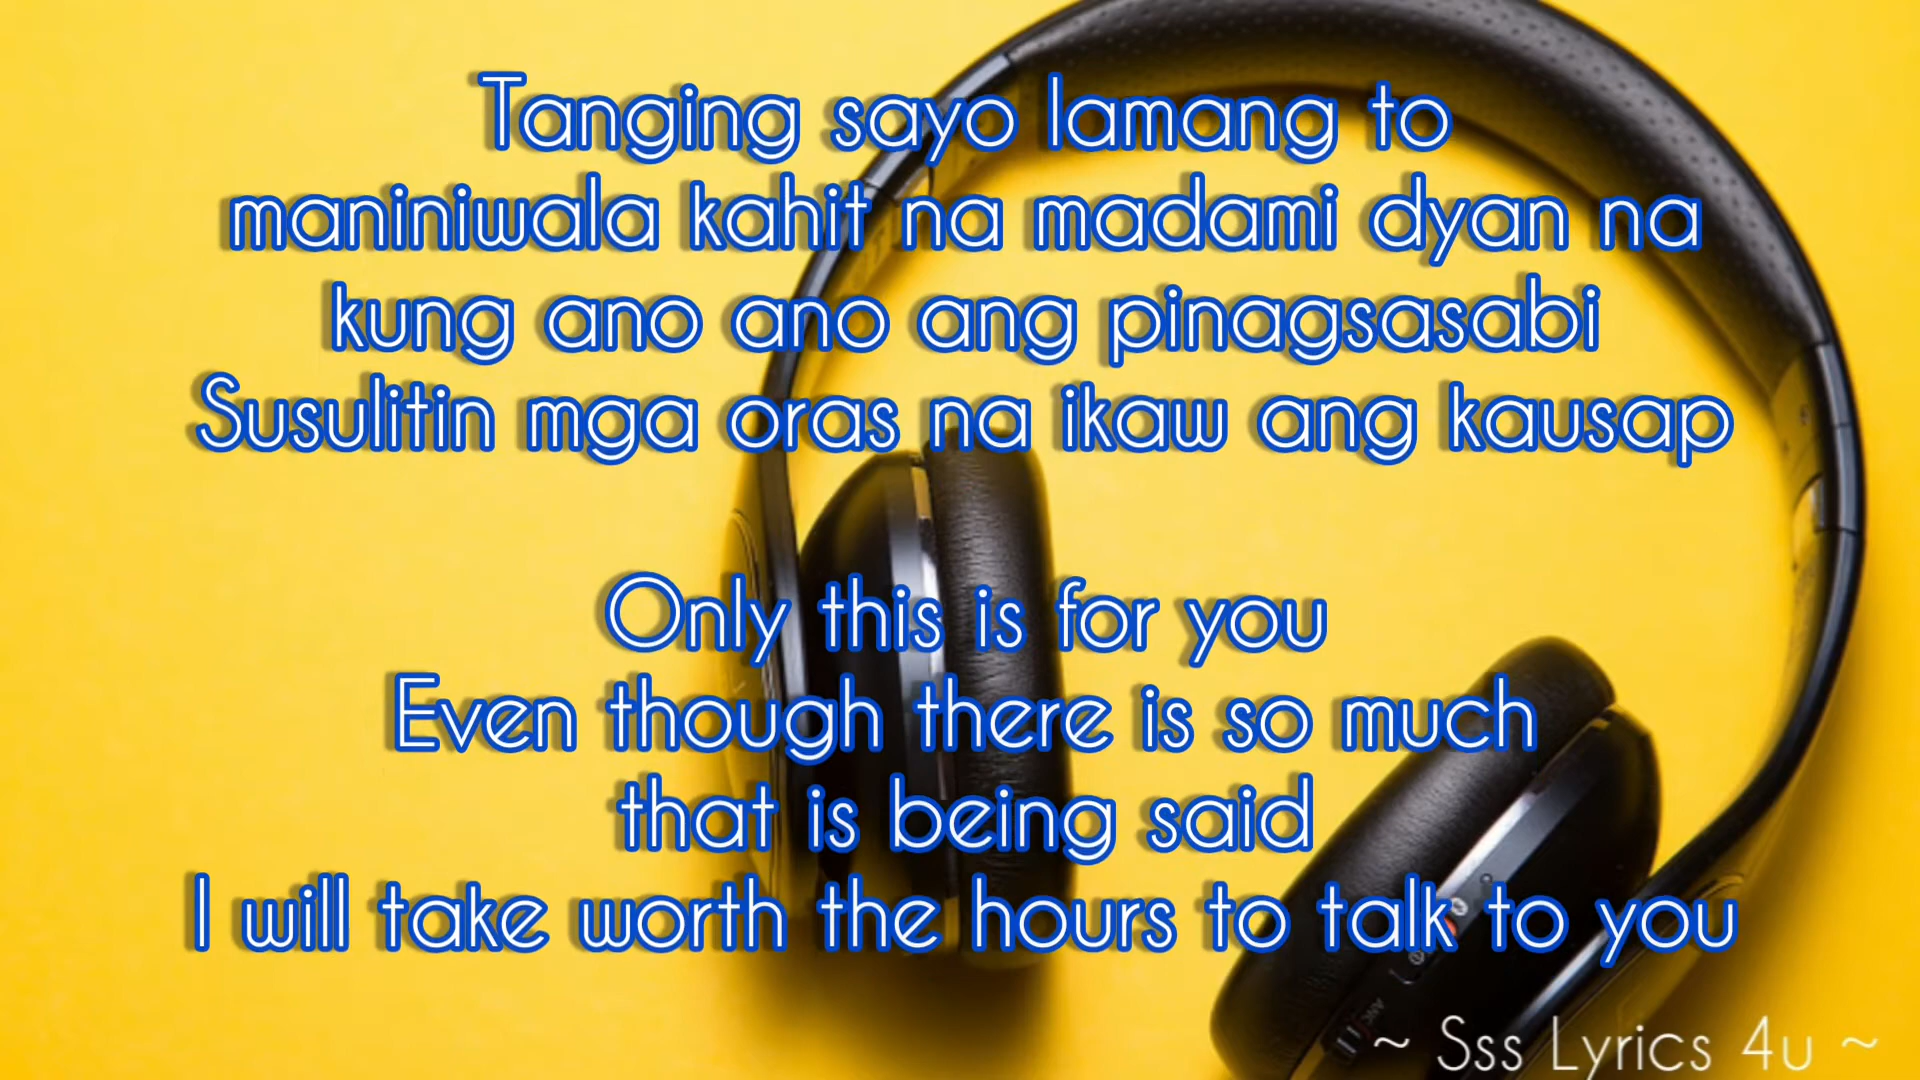 Tanging sayo lamang to
maniniwala kahit na madami dyan na
kung ano ano ang pinagsasabi
Susulitin mga oras na ikaw ang kausap
Only this is for you
Even though there is so much
that is being said
I will take worth the hours to talk to you
~ Sss Lyrics 4u ~